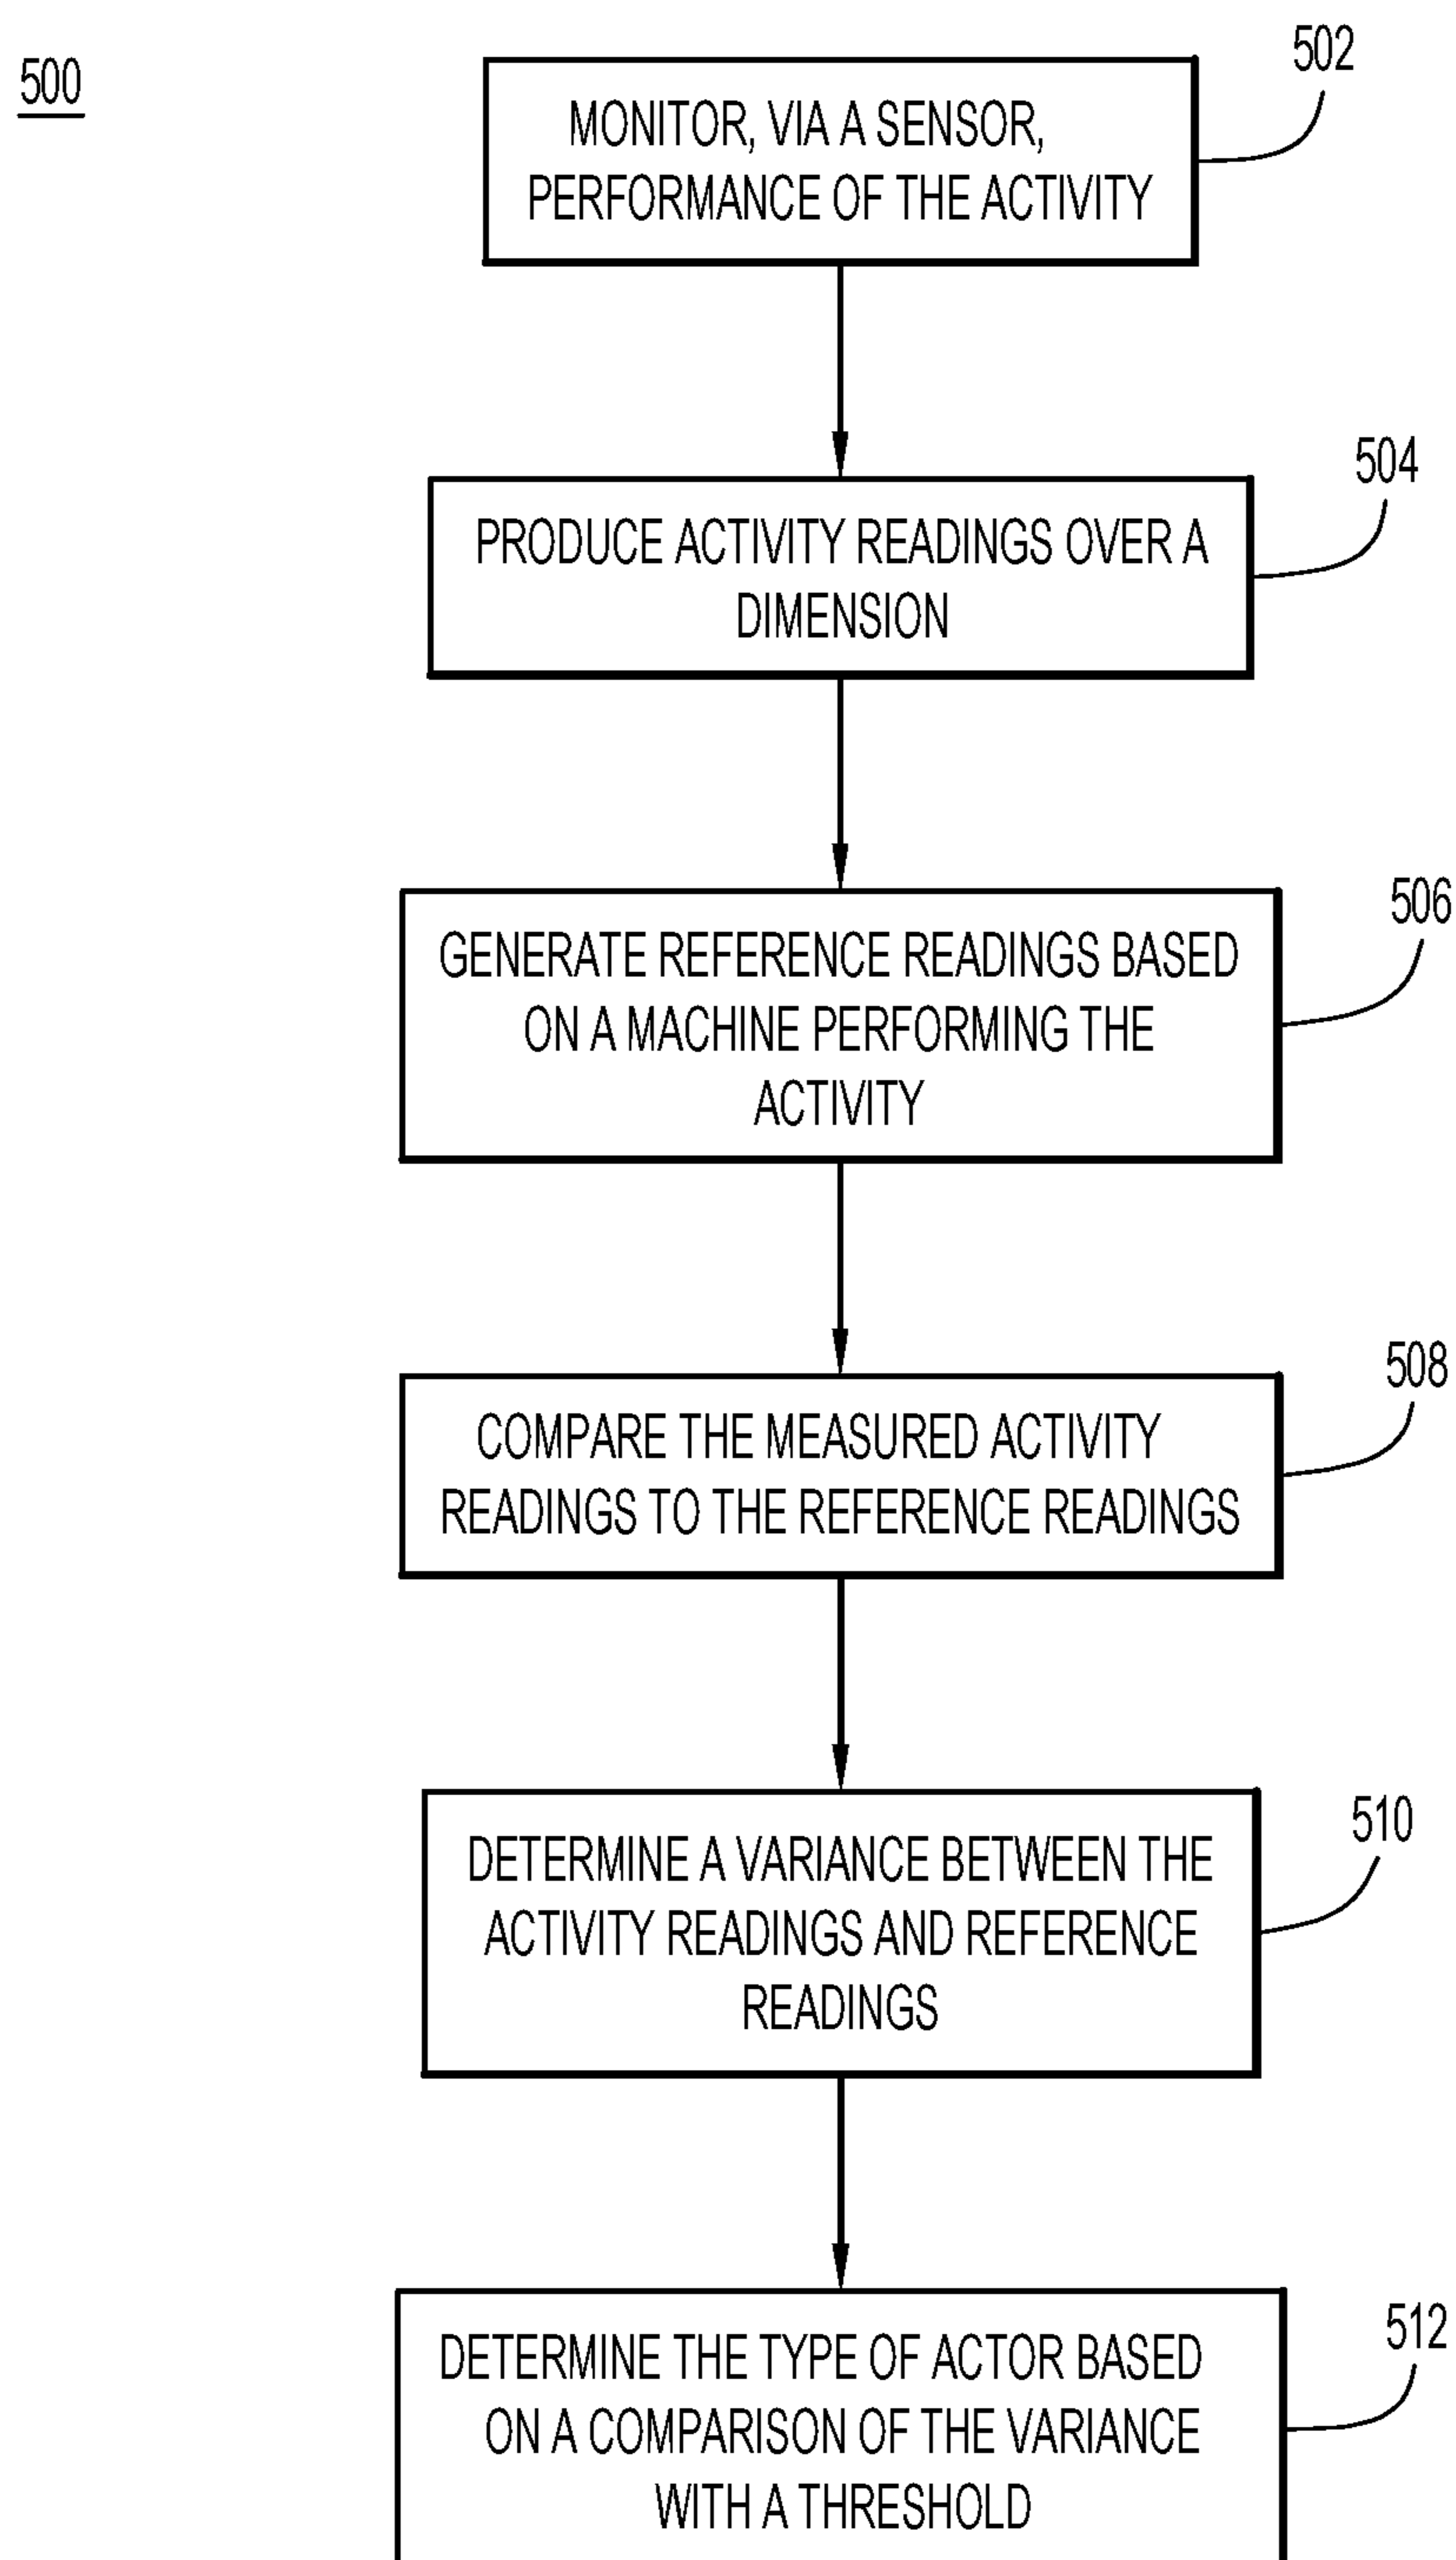 500
502
MONITOR, VIA A SENSOR,
PERFORMANCE OF THE ACTIVITY
504
PRODUCE ACTIVITY READINGS OVER A
DIMENSION
506
GENERATE REFERENCE READINGS BASED
ON A MACHINE PERFORMING THE
ACTIVITY
508
COMPARE THE MEASURED ACTIVITY
READINGS TO THE REFERENCE READINGS
510
DETERMINE A VARIANCE BETWEEN THE
ACTIVITY READINGS AND REFERENCE
READINGS
512
DETERMINE THE TYPE OF ACTOR BASED
ON A COMPARISON OF THE VARIANCE
WITH A THRESHOLD